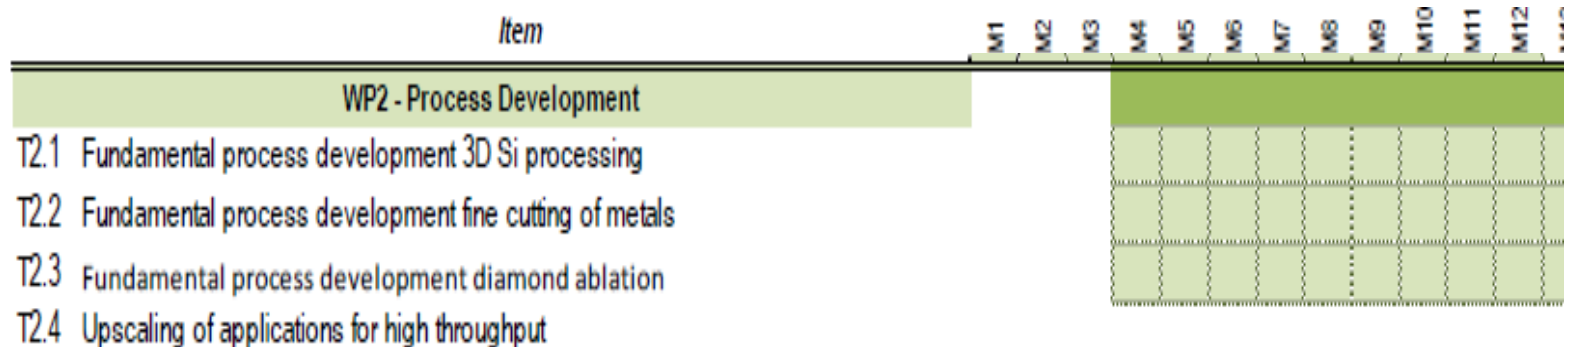 Item M1 M2 M3 M4 M5 M6 M7 M8 M9 M10 M11 M12
WP2 - Process Development
T2.1 Fundamental process development 3D Si processing
T2.2 Fundamental process development fine cutting of metals
T2.3 Fundamental process development diamond ablation
T2.4 Upscaling of applications for high throughput